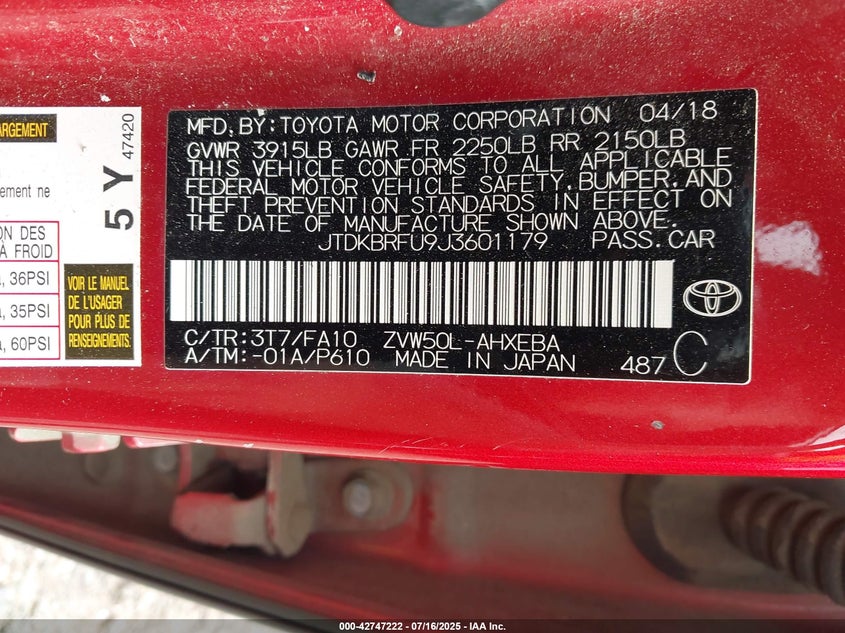 ARGEMENT
ement ne
ON DES
À FROID
a, 36PSI
a, 35PSI
a, 60PSI
5 Y 47420
VOIR LE MANUEL
DE L'USAGER
POUR PLUS DE
RENSEIGNEMENTS.
MFD. BY: TOYOTA MOTOR CORPORATION 04/18
GVWR 3915LB GAWR FR 2250LB RR 2150LB
THIS VEHICLE CONFORMS TO ALL APPLICABLE
FEDERAL MOTOR VEHICLE SAFETY, BUMPER, AND
THEFT PREVENTION STANDARDS IN EFFECT ON
THE DATE OF MANUFACTURE SHOWN ABOVE.
JTDKBRFU9J3601179 PASS. CAR
C/TR: 3T7/FA10 ZVW50L-AHXEBA
A/TM: -01A/P610 MADE IN JAPAN 487 C
000-42747222 - 07/16/2025 - IAA Inc.